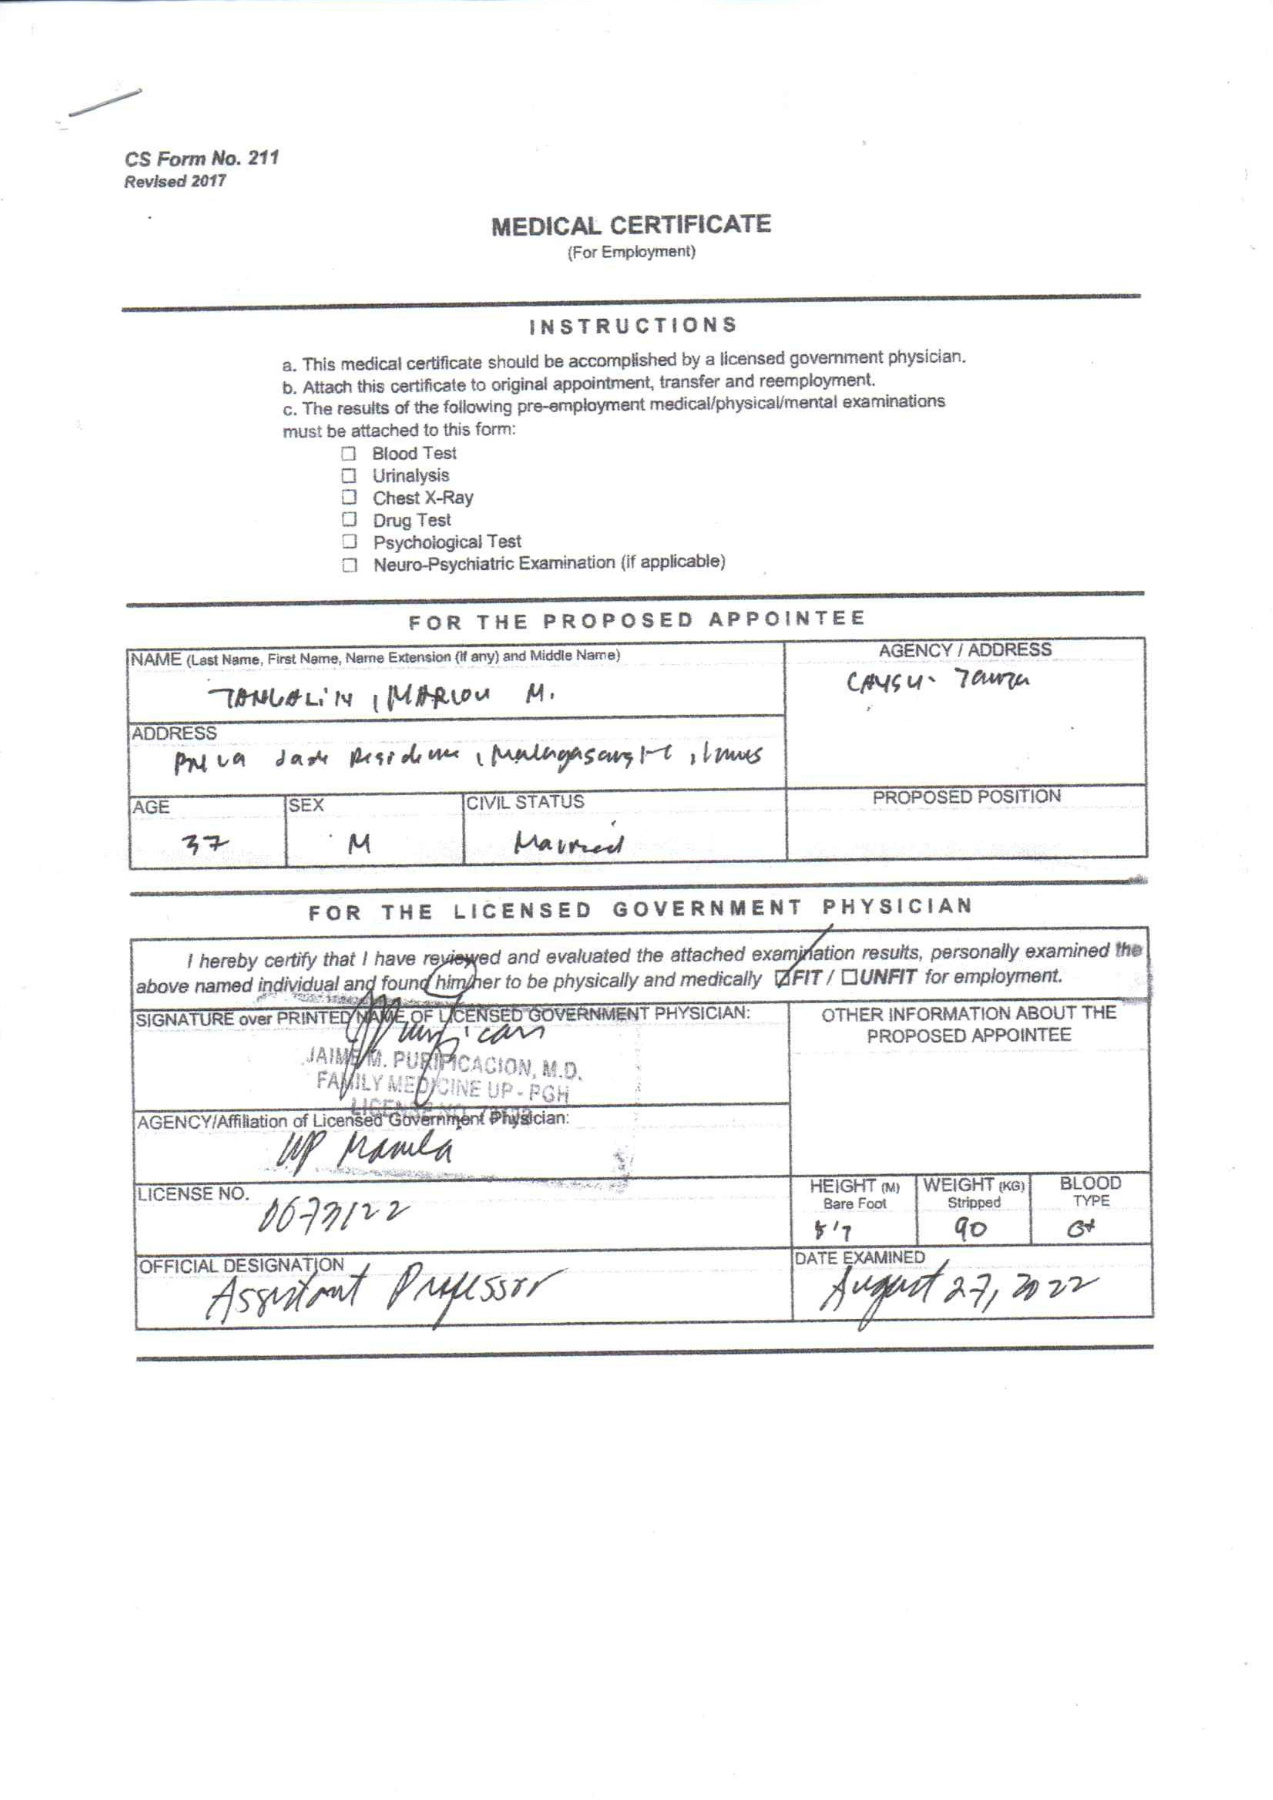 CS Form No. 211
Revised 2017
MEDICAL CERTIFICATE
(For Employment)
INSTRUCTIONS
a. This medical certificate should be accomplished by a licensed government physician.
b. Attach this certificate to original appointment, transfer and reemployment.
c. The results of the following pre-employment medical/physical/mental examinations
must be attached to this form:
☐ Blood Test
☐ Urinalysis
☐ Chest X-Ray
☐ Drug Test
☐ Psychological Test
☐ Neuro-Psychiatric Examination (if applicable)
FOR THE PROPOSED APPOINTEE
NAME (Last Name, First Name, Name Extension (if any) and Middle Name)
AGENCY / ADDRESS
, MARLOU M.
Tanza
ADDRESS
Jade Residence, Malagasang, Imus
AGE
SEX
CIVIL STATUS
PROPOSED POSITION
37
M
Married
FOR THE LICENSED GOVERNMENT PHYSICIAN
I hereby certify that I have reviewed and evaluated the attached examination results, personally examined the
above named individual and found him/her to be physically and medically ☑FIT / ☐UNFIT for employment.
SIGNATURE over PRINTED NAME OF LICENSED GOVERNMENT PHYSICIAN:
OTHER INFORMATION ABOUT THE
PROPOSED APPOINTEE
JAIME M. PURIFICACION, M.D.
FAMILY MEDICINE UP - PGH
LICENSE NO.
AGENCY/Affiliation of Licensed Government Physician:
UP Manila
LICENSE NO.
HEIGHT (M)
Bare Foot
WEIGHT (KG)
Stripped
BLOOD
TYPE
5'7
90
O+
OFFICIAL DESIGNATION
Assistant Professor
DATE EXAMINED
August 27, 2022